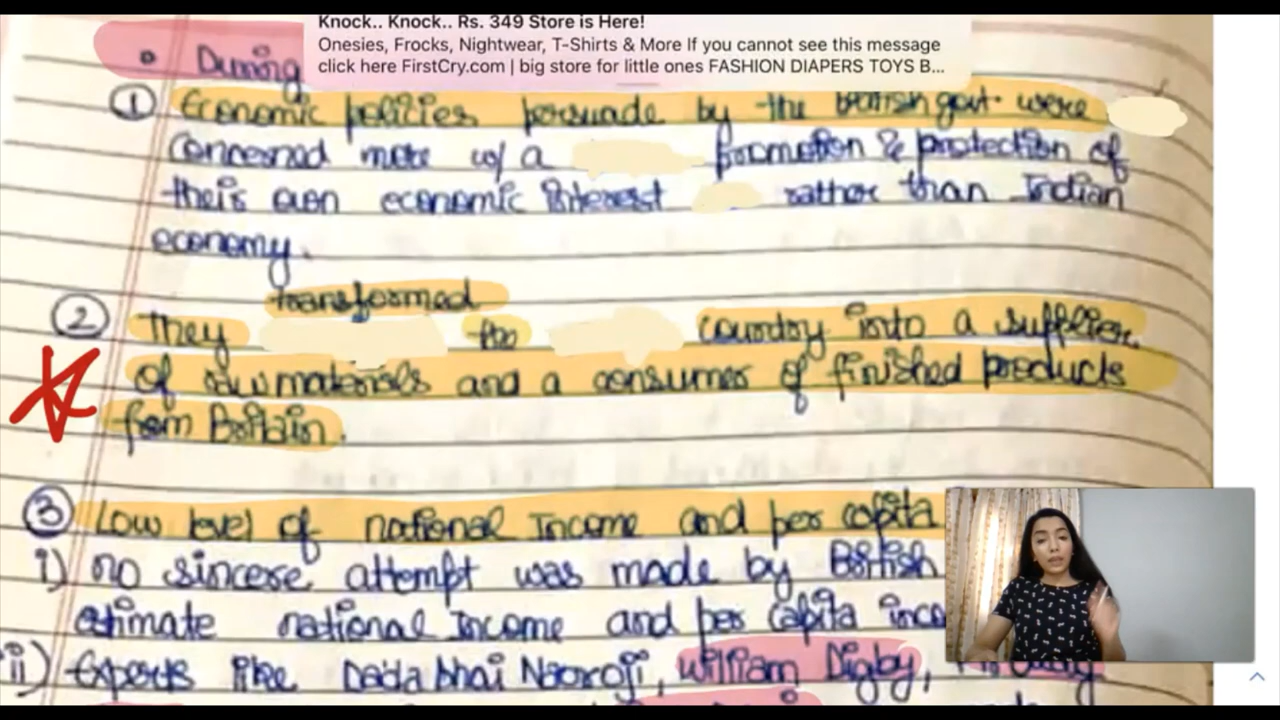 Knock.. Knock.. Rs. 349 Store is Here!
Onesies, Frocks, Nightwear, T-Shirts & More If you cannot see this message
click here FirstCry.com | big store for little ones FASHION DIAPERS TOYS B...
• During
① Economic policies persuade by the British govt. were
concerned more w/ a promotion & protection of
their own economic interest rather than Indian
economy.
transformed
② They the country into a supplier
of raw materials and a consumer of finished products
from Britain.
③ Low level of national Income and per capita
i) no sincere attempt was made by British
estimate national Income and per capita inco
ii) Experts like Dadabhai Naoroji, William Digby,